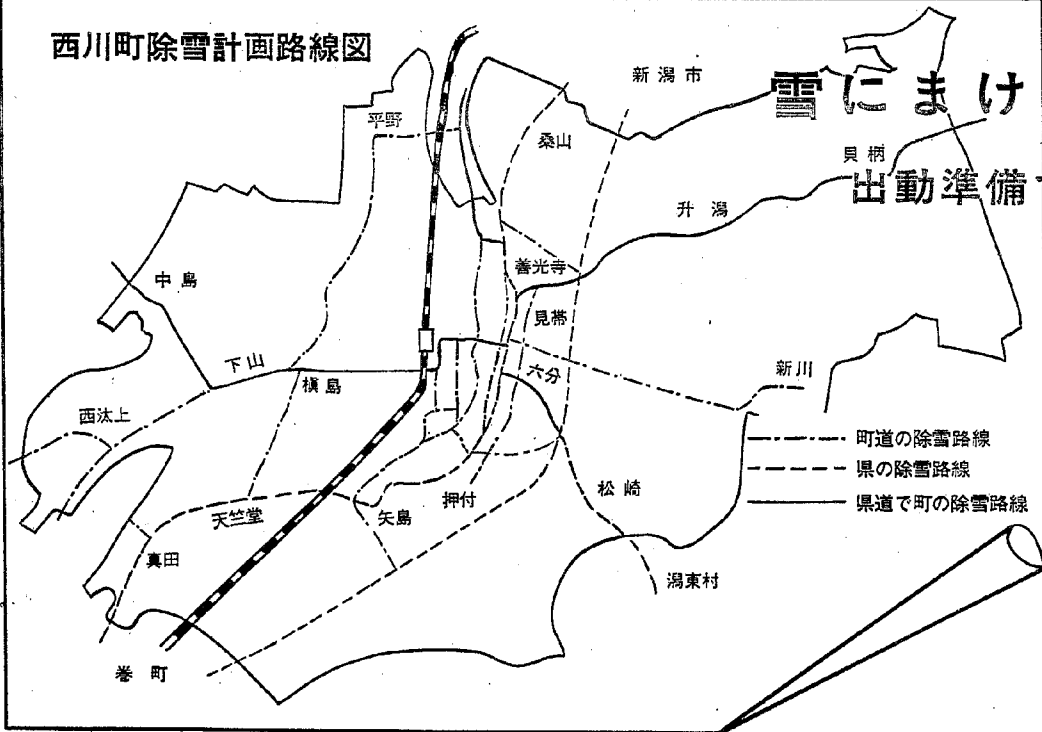 西川町除雪計画路線図
雪にまけ
出動準備
新潟市
平野
桑山
貝柄
升潟
善光寺
中島
見帯
下山
槇島
六分
新川
西汰上
町道の除雪路線
県の除雪路線
県道で町の除雪路線
松崎
押付
矢島
天竺堂
真田
潟東村
巻町